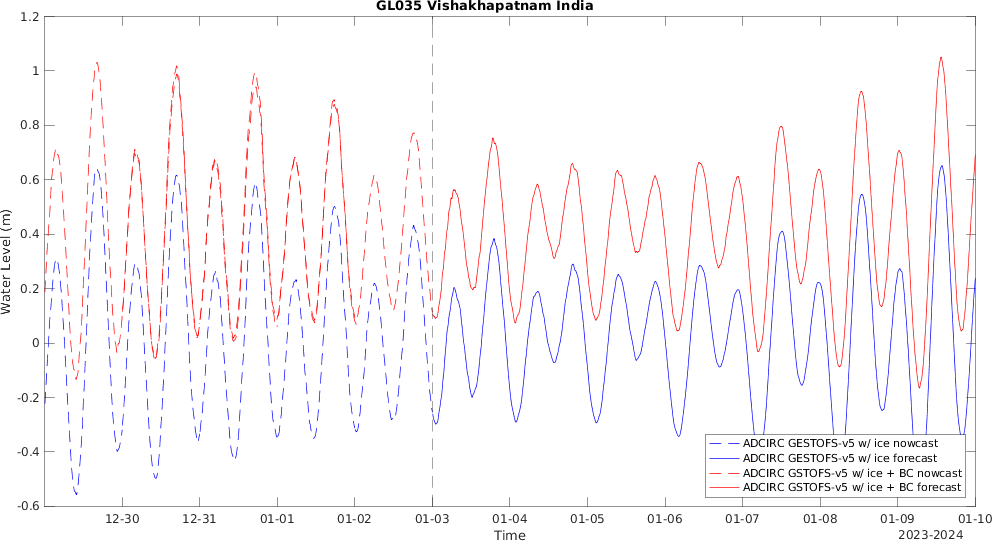 GL035 Vishakhapatnam India
1.2
1
0.8
0.6
0.4
0.2
0
-0.2
-0.4
-0.6
Water Level (m)
ADCIRC GESTOFS-v5 w/ ice nowcast
ADCIRC GESTOFS-v5 w/ ice forecast
ADCIRC GSTOFS-v5 w/ ice + BC nowcast
ADCIRC GSTOFS-v5 w/ ice + BC forecast
12-30 12-31 01-01 01-02 01-03 01-04 01-05 01-06 01-07 01-08 01-09 01-10
Time
2023-2024